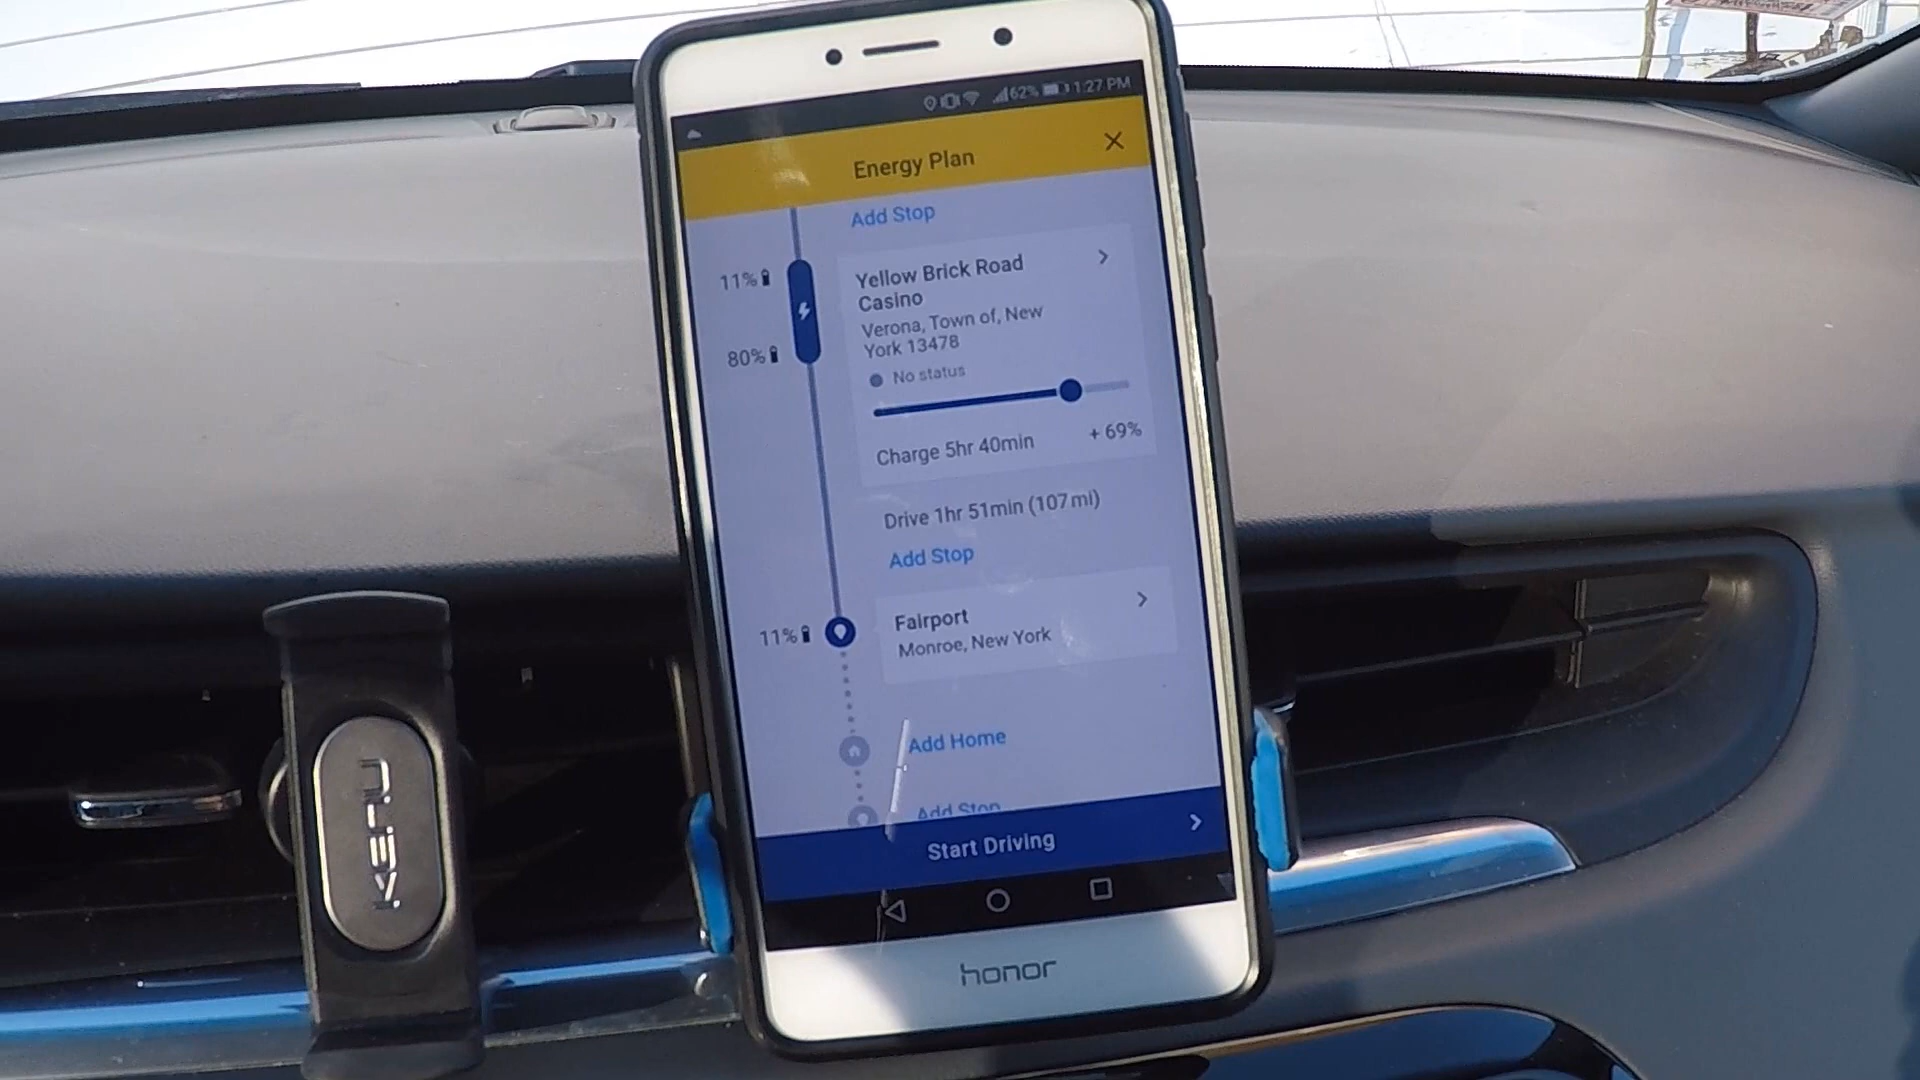 62% 1:27 PM
Energy Plan
Add Stop
11%
Yellow Brick Road
Casino
Verona, Town of, New
York 13478
80%
No status
Charge 5hr 40min + 69%
Drive 1hr 51min (107 mi)
Add Stop
11%
Fairport
Monroe, New York
Add Home
Add Stop
Start Driving
honor
KENU